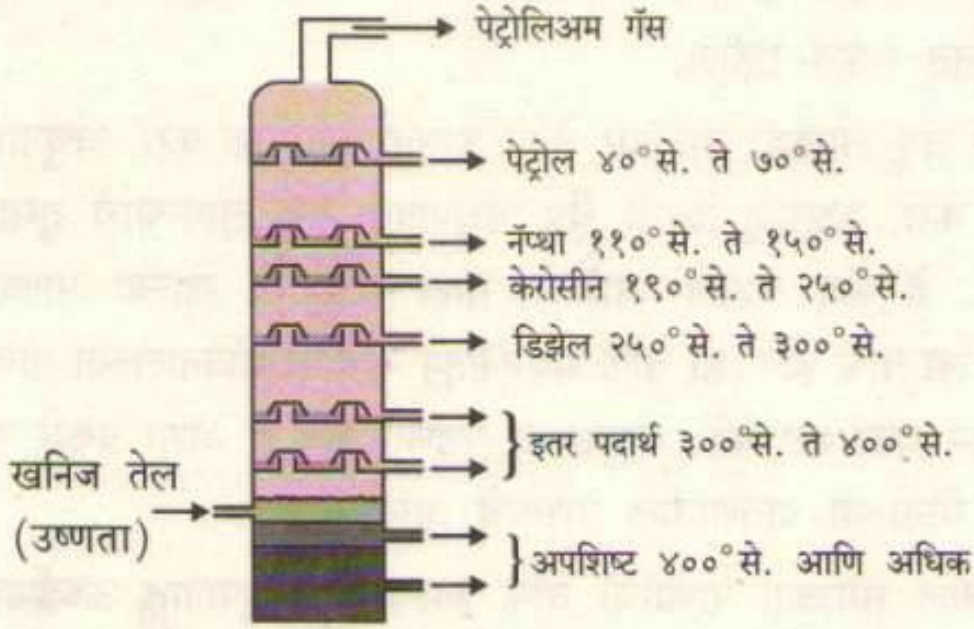 पेट्रोलिअम गॅस
पेट्रोल ४०°से. ते ७०°से.
नॅप्था ११०°से. ते १५०°से.
केरोसीन १९०°से. ते २५०°से.
डिझेल २५०°से. ते ३००°से.
इतर पदार्थ ३००°से. ते ४००°से.
खनिज तेल
(उष्णता)
अपशिष्ट ४००°से. आणि अधिक